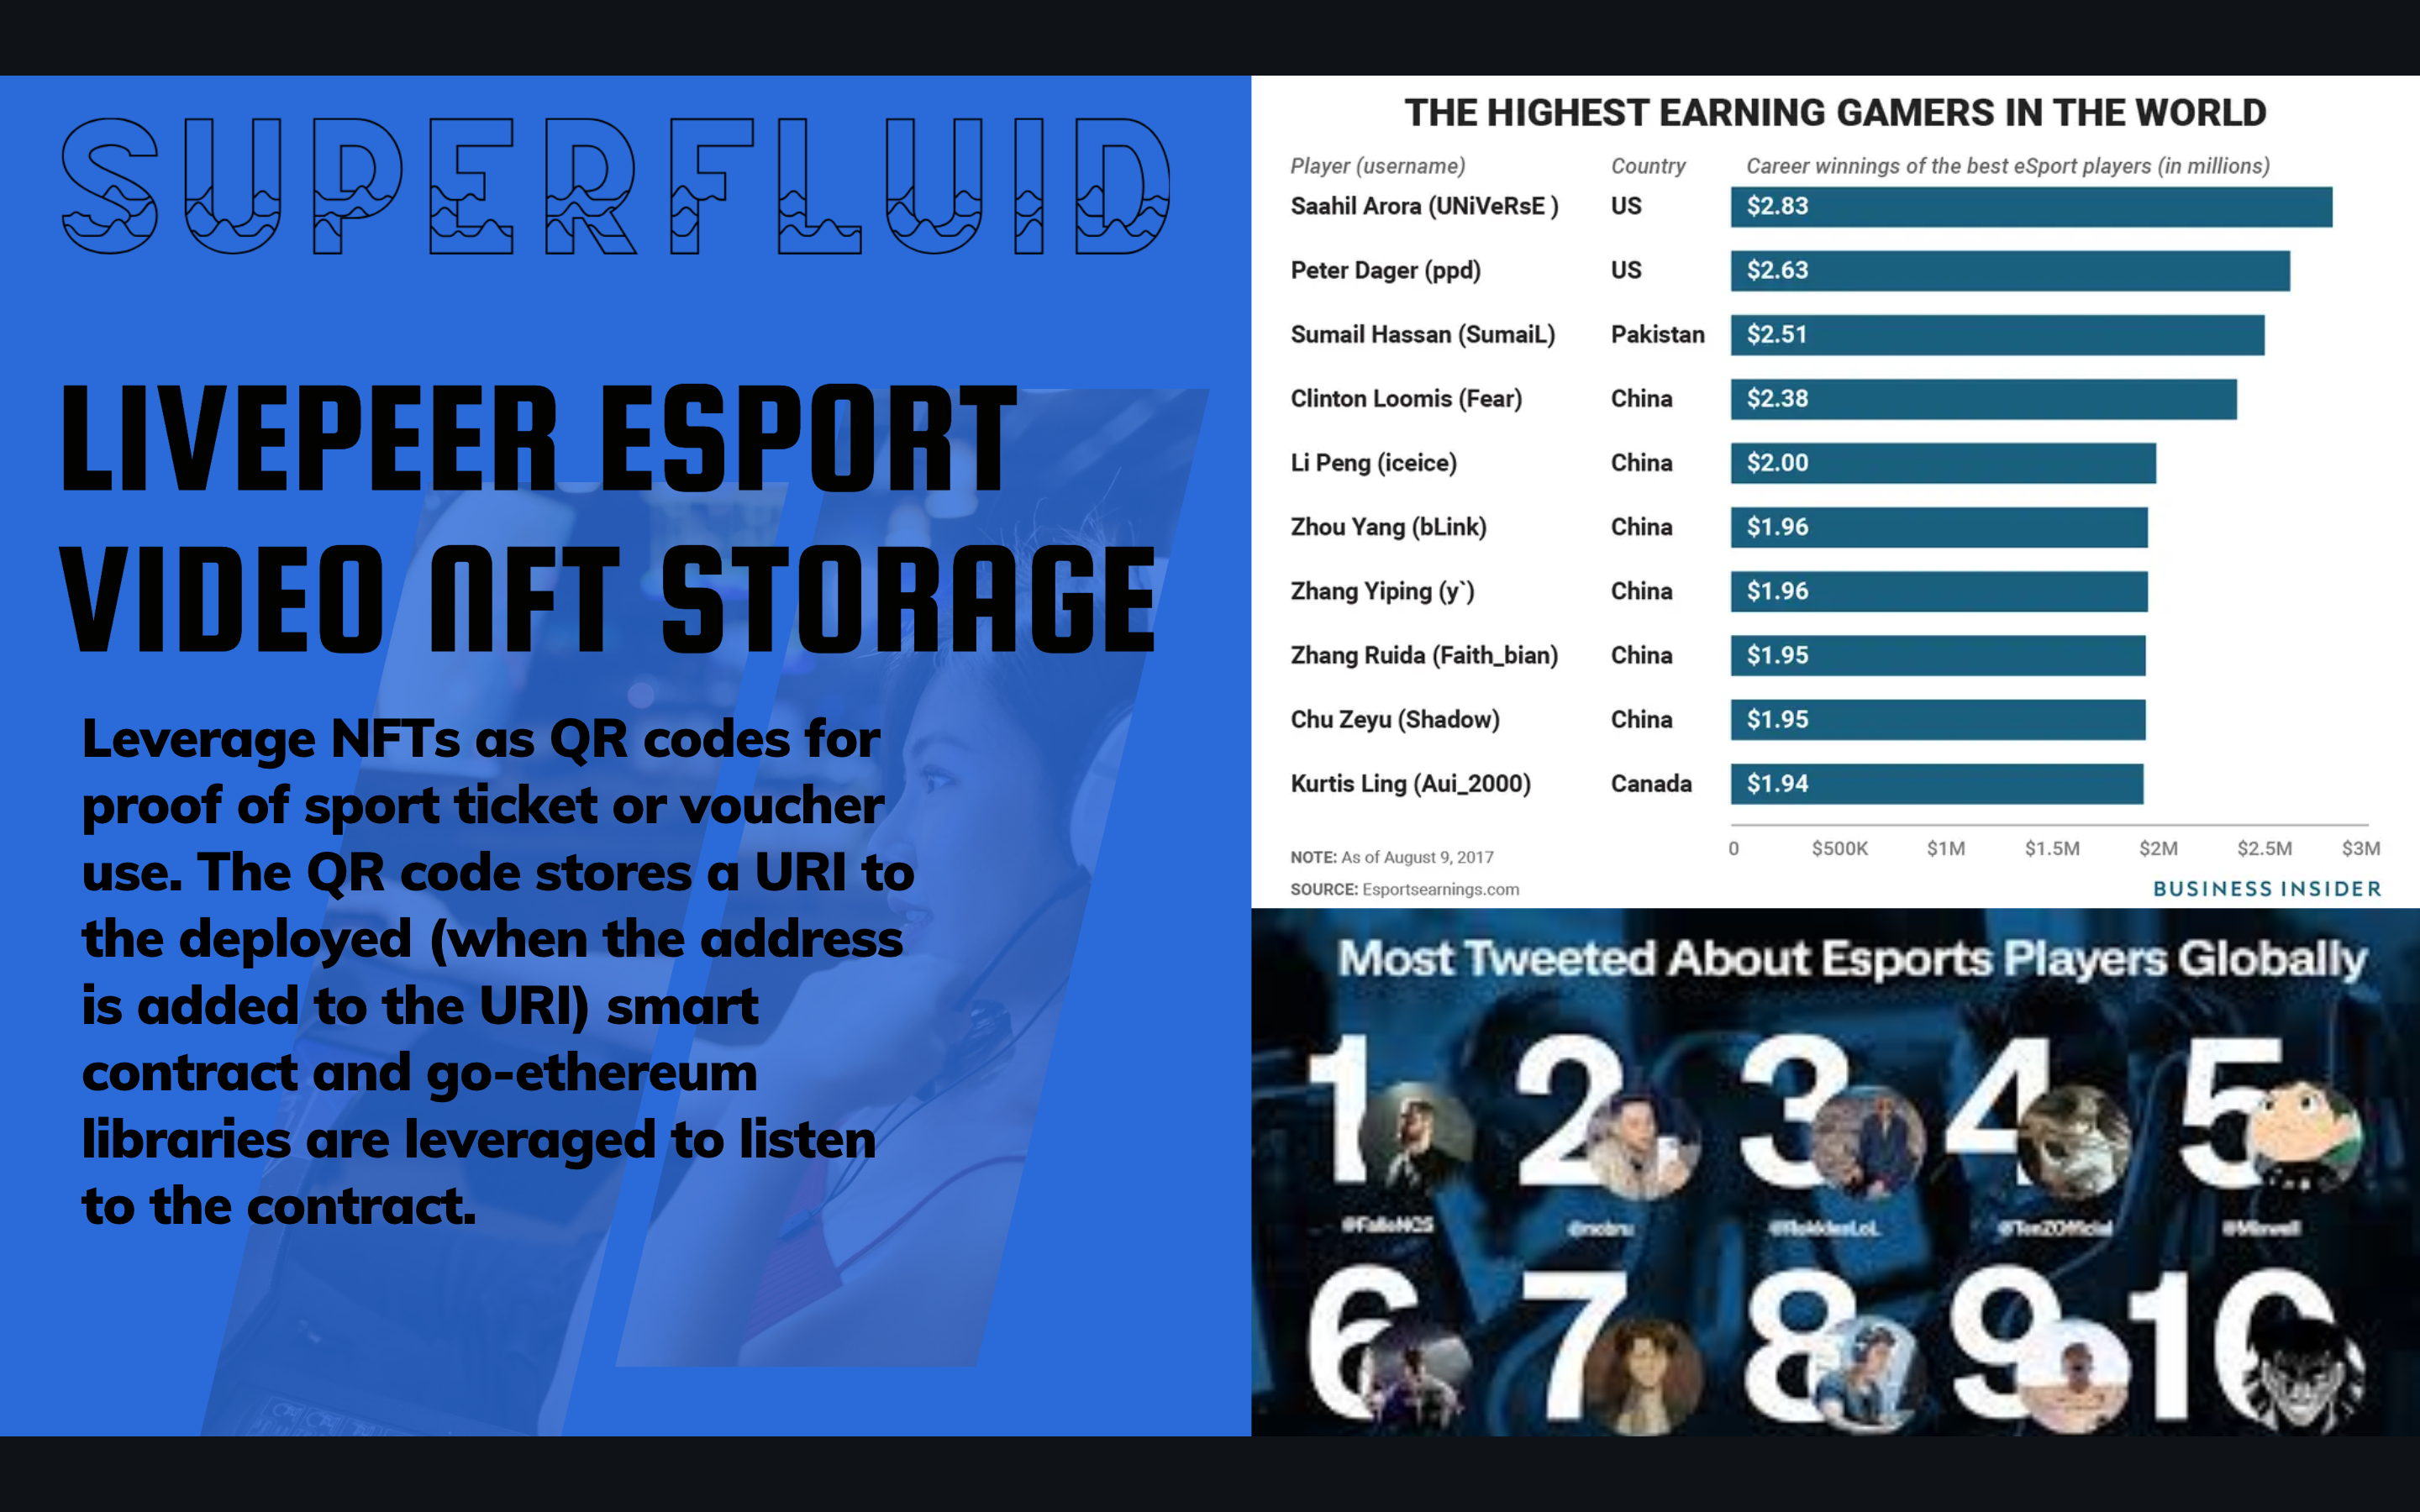 SUPERFLUID
LIVEPEER ESPORT
VIDEO NFT STORAGE
Leverage NFTs as QR codes for
proof of sport ticket or voucher
use. The QR code stores a URI to
the deployed (when the address
is added to the URI) smart
contract and go-ethereum
libraries are leveraged to listen
to the contract.
THE HIGHEST EARNING GAMERS IN THE WORLD
Player (username) Country Career winnings of the best eSport players (in millions)
Saahil Arora (UNiVeRsE ) US $2.83
Peter Dager (ppd) US $2.63
Sumail Hassan (SumaiL) Pakistan $2.51
Clinton Loomis (Fear) China $2.38
Li Peng (iceice) China $2.00
Zhou Yang (bLink) China $1.96
Zhang Yiping (y`) China $1.96
Zhang Ruida (Faith_bian) China $1.95
Chu Zeyu (Shadow) China $1.95
Kurtis Ling (Aui_2000) Canada $1.94
0 $500K $1M $1.5M $2M $2.5M $3M
NOTE: As of August 9, 2017
SOURCE: Esportsearnings.com
BUSINESS INSIDER
Most Tweeted About Esports Players Globally
1 2 3 4 5
6 7 8 9 10